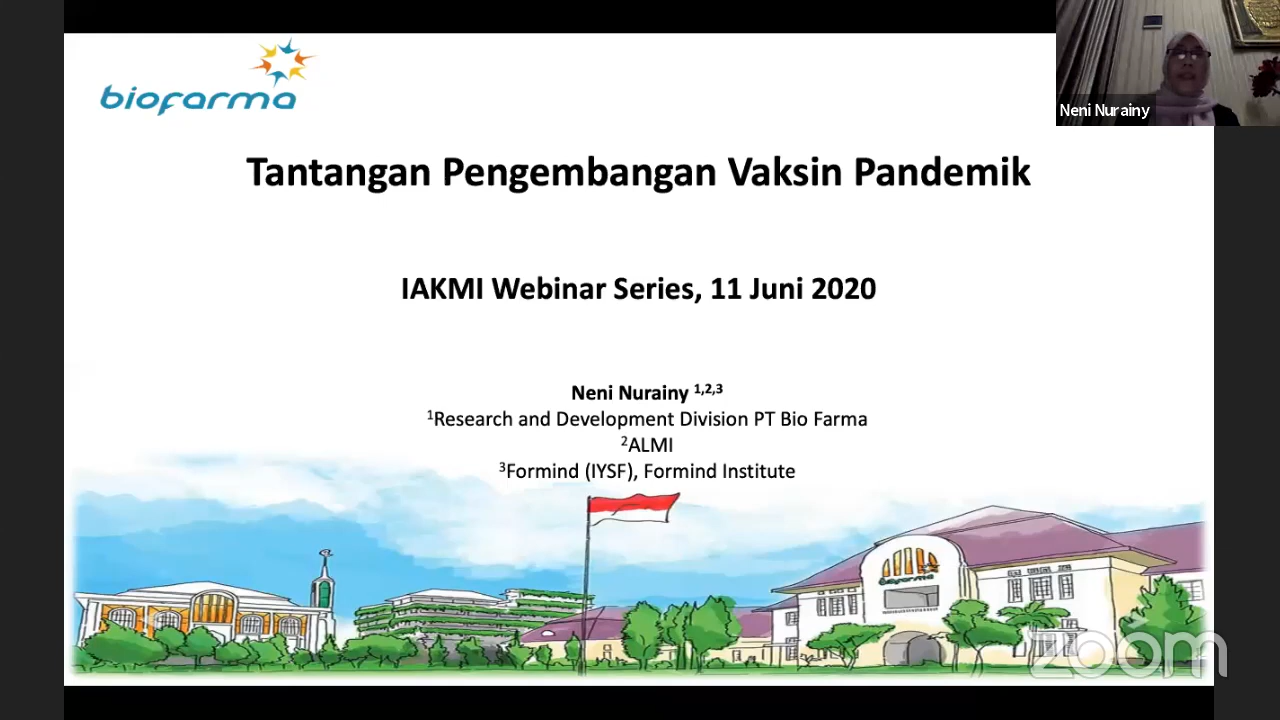 biofarma
Neni Nurainy
Tantangan Pengembangan Vaksin Pandemik
IAKMI Webinar Series, 11 Juni 2020
Neni Nurainy 1,2,3
1Research and Development Division PT Bio Farma
2ALMI
3Formind (IYSF), Formind Institute
biofarma
zoom